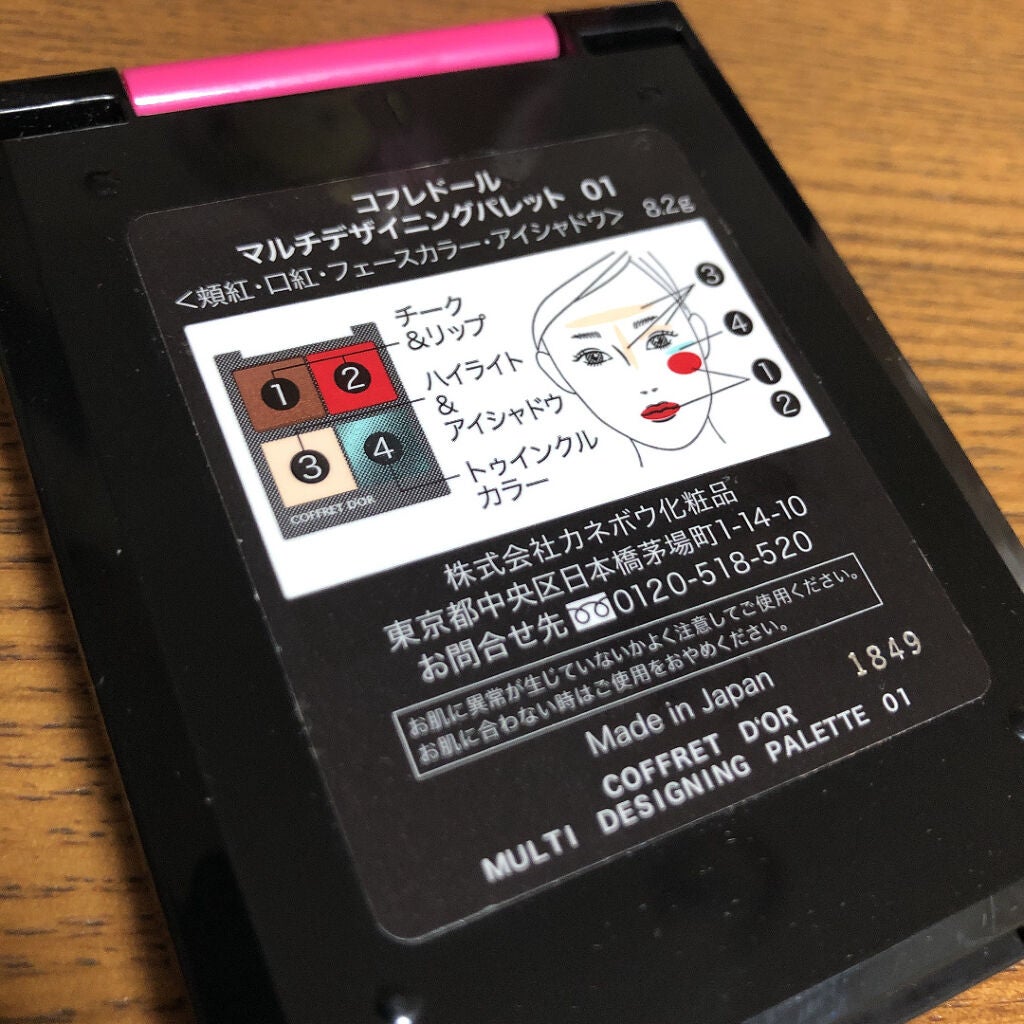 コフレドール
マルチデザイニングパレット 01
<頬紅・口紅・フェースカラー・アイシャドウ> 8.2g
チーク
&リップ
ハイライト
&
アイシャドウ
トゥインクル
カラー
❶
❷
❸
❹
COFFRET D'OR
❸
❹
❶
❷
株式会社カネボウ化粧品
東京都中央区日本橋茅場町1-14-10
お問合せ先 0120-518-520
お肌に異常が生じていないかよく注意してご使用ください。
お肌に合わない時はご使用をおやめください。
Made in Japan
1849
COFFRET D'OR
MULTI DESIGNING PALETTE 01